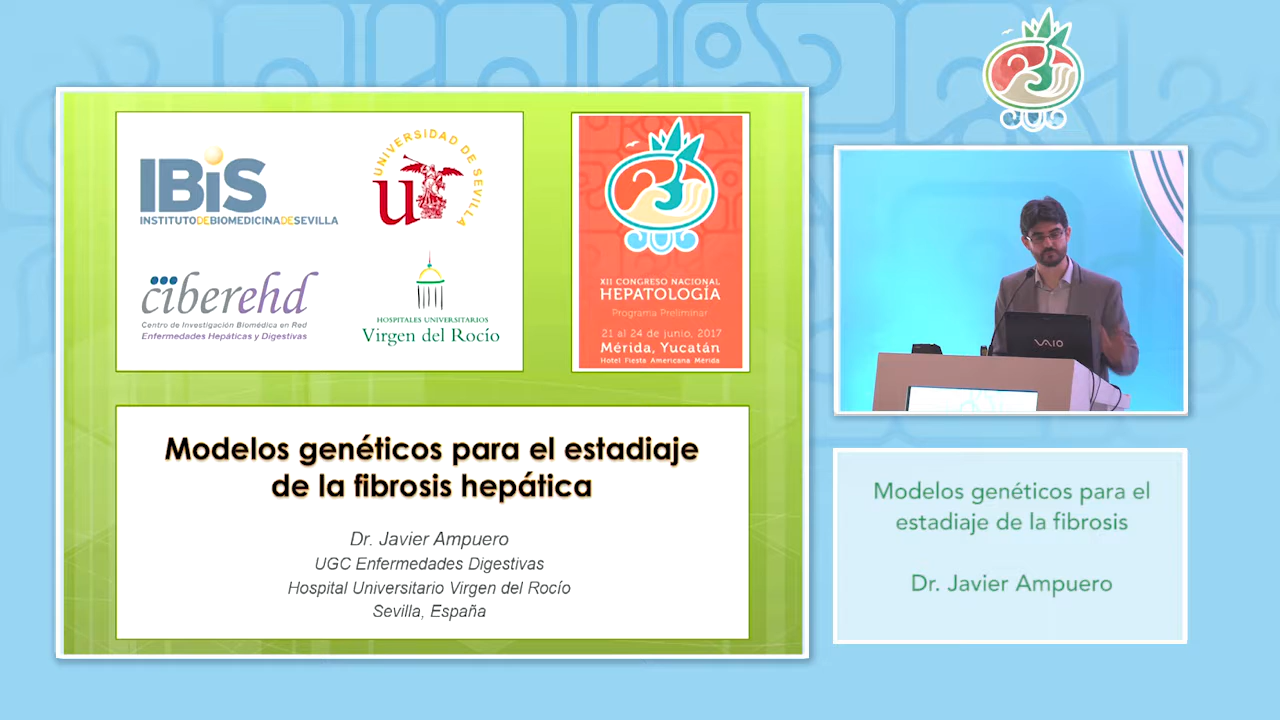 IBiS
INSTITUTODEBIOMEDICINADESEVILLA
UNIVERSIDAD DE SEVILLA
ciberehd
Centro de Investigación Biomédica en Red
Enfermedades Hepáticas y Digestivas
HOSPITALES UNIVERSITARIOS
Virgen del Rocío
XII CONGRESO NACIONAL
HEPATOLOGÍA
Programa Preliminar
21 al 24 de junio, 2017
Mérida, Yucatán
Hotel Fiesta Americana Mérida
Modelos genéticos para el estadiaje
de la fibrosis hepática
Dr. Javier Ampuero
UGC Enfermedades Digestivas
Hospital Universitario Virgen del Rocío
Sevilla, España
VAIO
Modelos genéticos para el
estadiaje de la fibrosis
Dr. Javier Ampuero